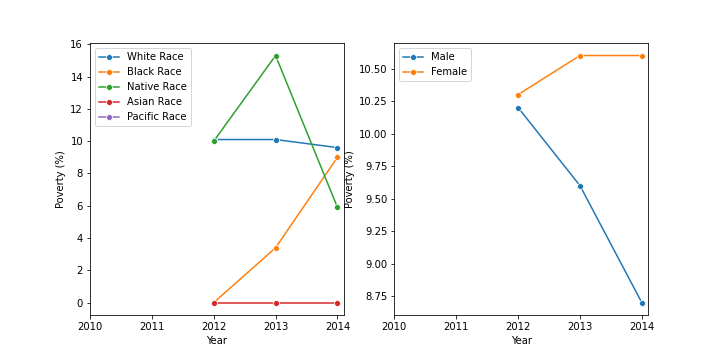 White Race
Black Race
Native Race
Asian Race
Pacific Race
16
14
12
10
8
6
4
2
0
Poverty (%)
2010 2011 2012 2013 2014
Year
Male
Female
10.50
10.25
10.00
9.75
9.50
9.25
9.00
8.75
Poverty (%)
2010 2011 2012 2013 2014
Year